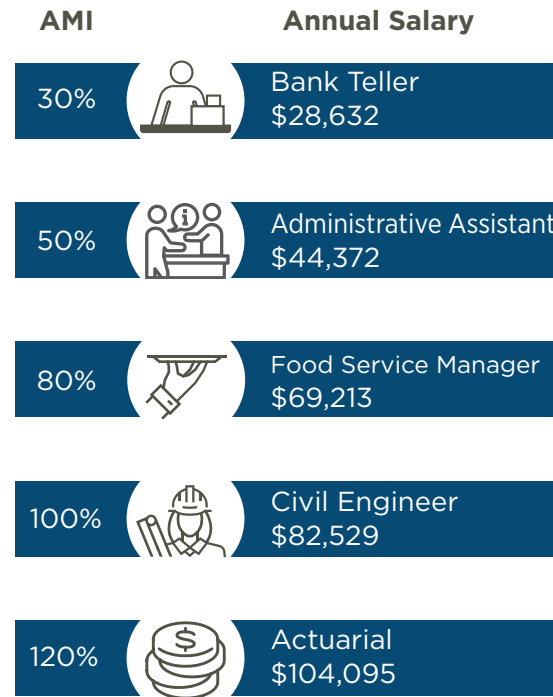 AMI Annual Salary
30%
Bank Teller
$28,632
50%
i
Administrative Assistant
$44,372
80%
Food Service Manager
$69,213
100%
Civil Engineer
$82,529
120%
$
Actuarial
$104,095